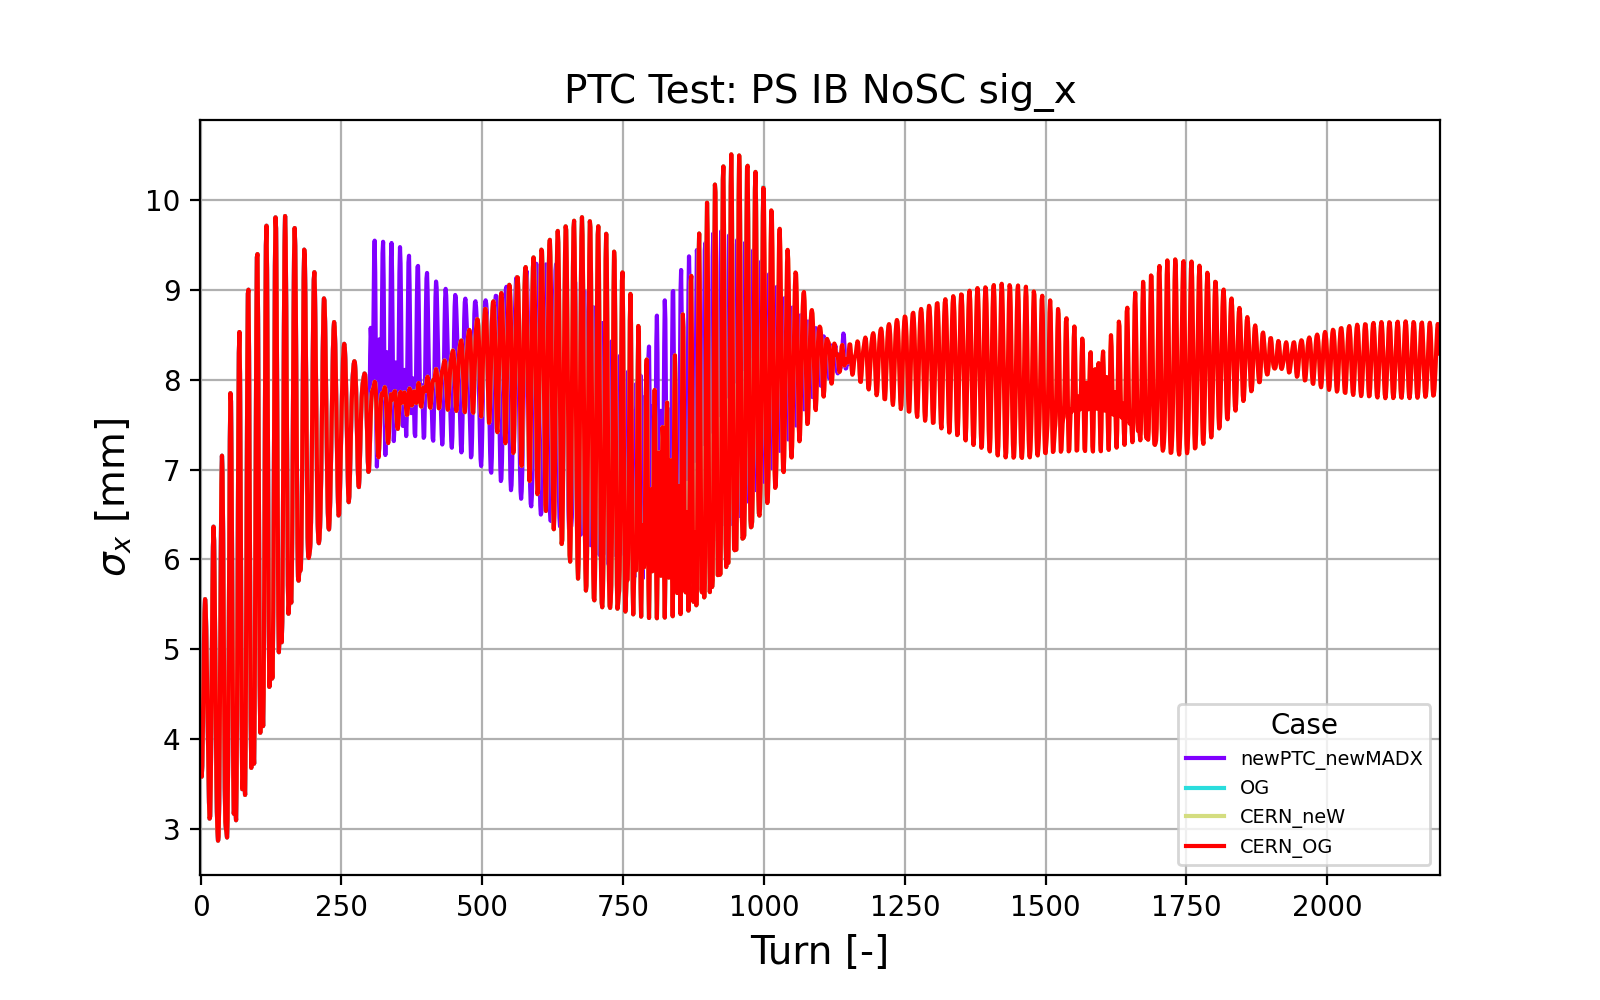 PTC Test: PS IB NoSC sig_x
σx [mm]
10
9
8
7
6
5
4
3
Case
newPTC_newMADX
OG
CERN_neW
CERN_OG
0 250 500 750 1000 1250 1500 1750 2000
Turn [-]